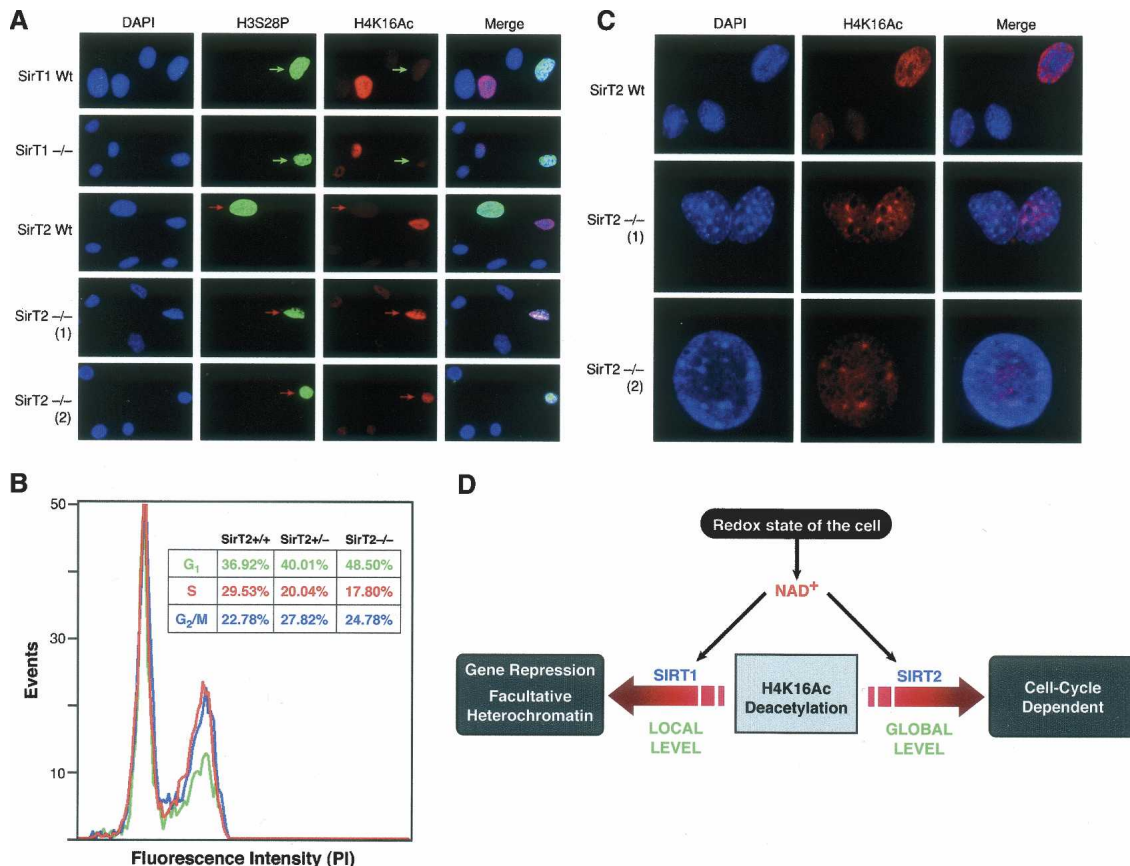 A
DAPI
H3S28P
H4K16Ac
Merge
SirT1 Wt
SirT1 –/–
SirT2 Wt
SirT2 –/–
(1)
SirT2 –/–
(2)
C
DAPI
H4K16Ac
Merge
SirT2 Wt
SirT2 –/–
(1)
SirT2 –/–
(2)
B
Events
50
30
10
SirT2+/+ SirT2+/– SirT2–/–
G1 36.92% 40.01% 48.50%
S 29.53% 20.04% 17.80%
G2/M 22.78% 27.82% 24.78%
Fluorescence Intensity (PI)
D
Redox state of the cell
NAD+
Gene Repression
Facultative
Heterochromatin
SIRT1
LOCAL
LEVEL
H4K16Ac
Deacetylation
SIRT2
GLOBAL
LEVEL
Cell-Cycle
Dependent